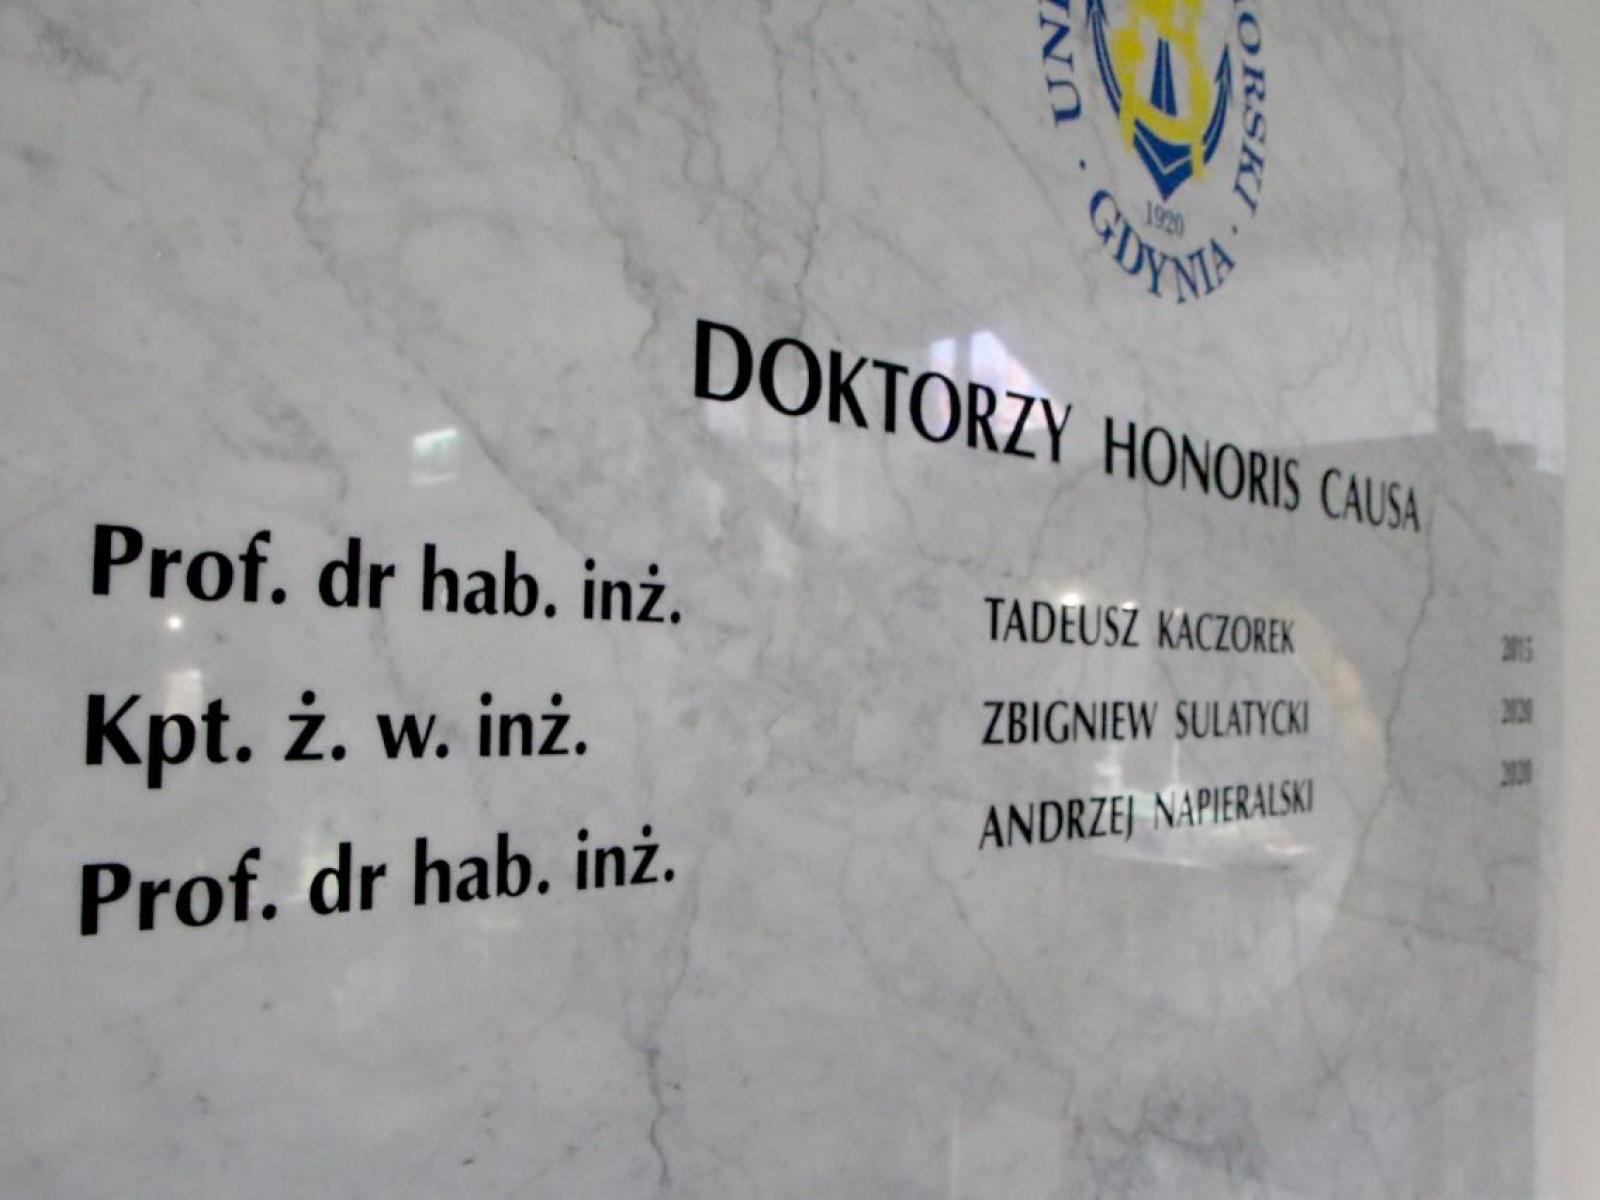 UNI ORSKI
1920
· GDYNIA ·
DOKTORZY HONORIS CAUSA
Prof. dr hab. inż. TADEUSZ KACZOREK 2015
Kpt. ż. w. inż. ZBIGNIEW SULATYCKI 2020
Prof. dr hab. inż. ANDRZEJ NAPIERALSKI 2020